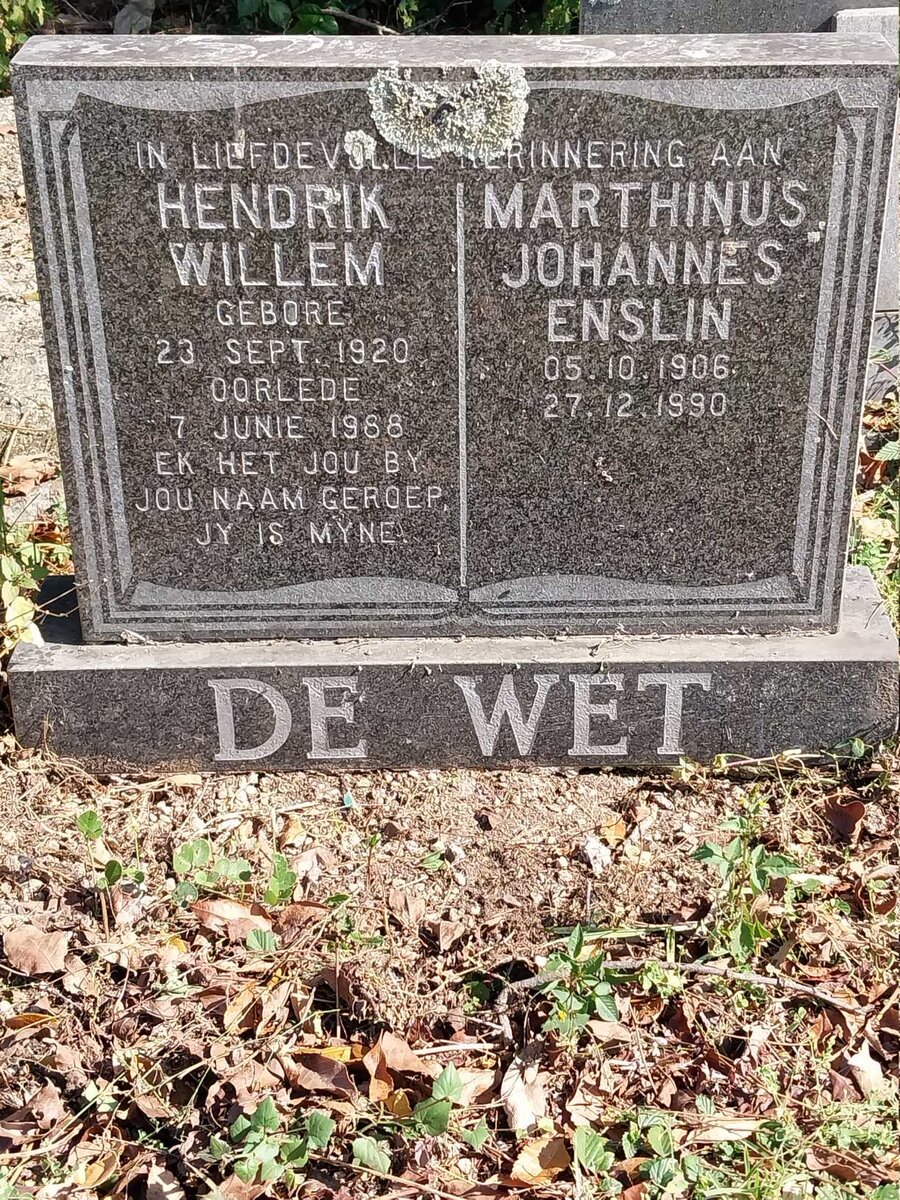 IN LIEFDEVOLLE HERINNERING AAN
HENDRIK
WILLEM
GEBORE
23 SEPT. 1920
OORLEDE
7 JUNIE 1988
EK HET JOU BY
JOU NAAM GEROEP,
JY IS MYNE.
MARTHINUS
JOHANNES
ENSLIN
05.10.1906
27.12.1990
DE WET